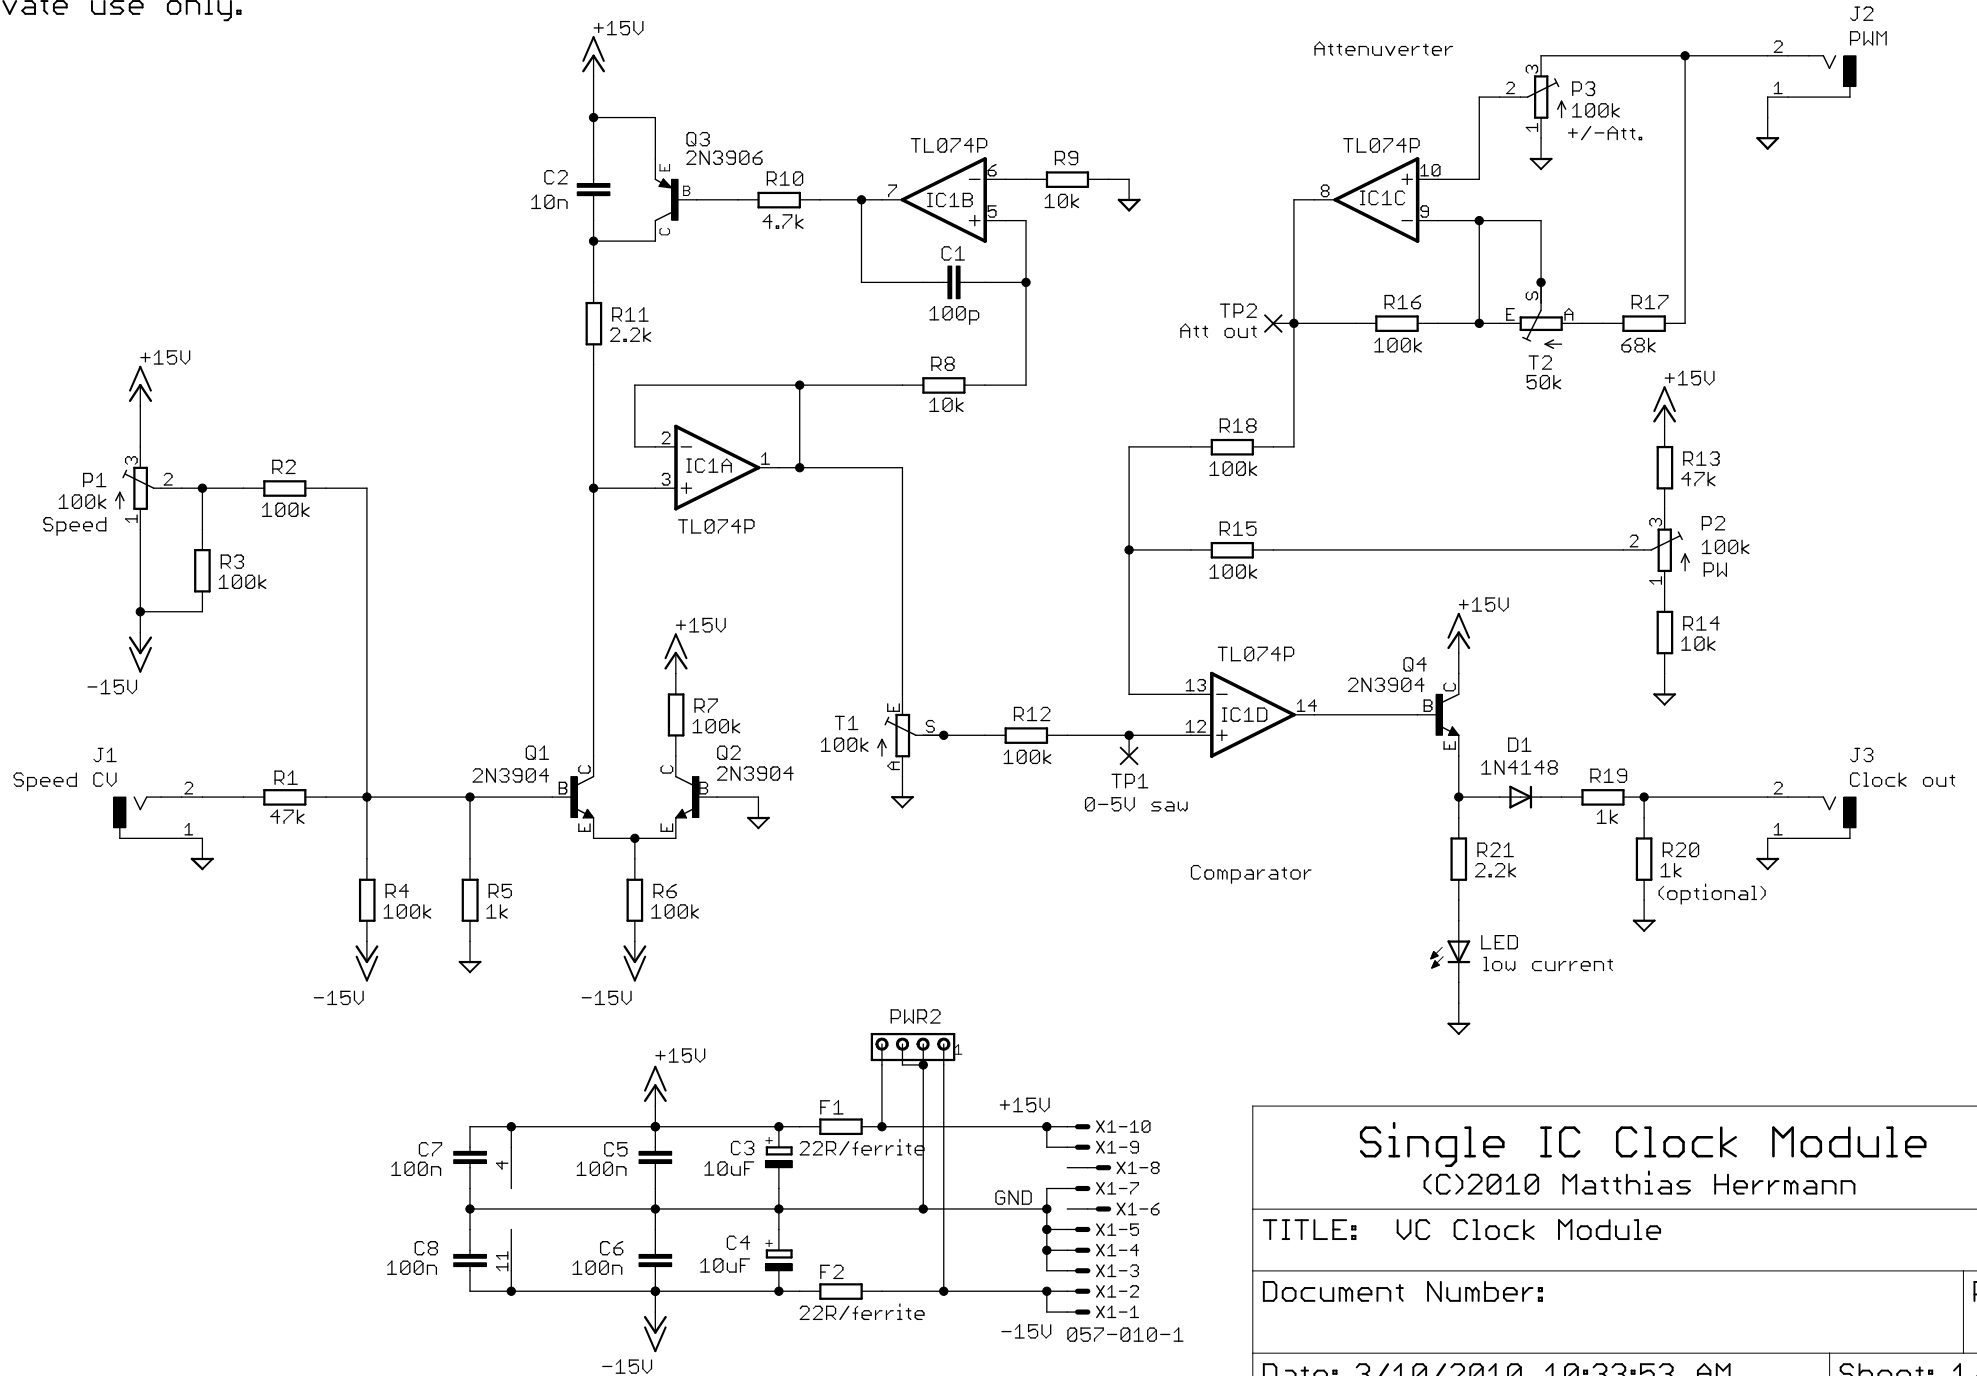 vate use only.
+15V
Attenuverter
J2
PWM
2
1
3
2
1
P3
100k
+/-Att.
Q3
2N3906
E
B
C
C2
10n
R10
4.7k
TL074P
7
IC1B
6
5
R9
10k
C1
100p
TL074P
8
IC1C
10
9
R11
2.2k
TP2
Att out
R16
100k
E
S
A
T2
50k
R17
68k
R8
10k
+15V
P1
100k
Speed
3
2
1
R2
100k
R3
100k
-15V
2
3
IC1A
1
TL074P
R18
100k
R15
100k
+15V
R13
47k
3
2
1
P2
100k
PW
R14
10k
+15V
R7
100k
TL074P
13
12
IC1D
14
+15V
Q4
2N3904
B
C
E
T1
100k
E
S
A
R12
100k
TP1
0-5V saw
J1
Speed CV
2
1
R1
47k
Q1
2N3904
B
C
E
Q2
2N3904
C
B
E
D1
1N4148
R19
1k
J3
Clock out
2
1
R4
100k
R5
1k
R6
100k
Comparator
R21
2.2k
R20
1k
(optional)
LED
low current
-15V
-15V
PWR2
1
+15V
F1
22R/ferrite
+15V
C7
100n
4
C5
100n
C3
10uF
+
GND
C8
100n
11
C6
100n
C4
10uF
+
F2
22R/ferrite
-15V
-15V
X1-10
X1-9
X1-8
X1-7
X1-6
X1-5
X1-4
X1-3
X1-2
X1-1
057-010-1
Single IC Clock Module
(C)2010 Matthias Herrmann
TITLE: VC Clock Module
Document Number:
Date: 3/10/2010 10:33:53 AM
Sheet: 1